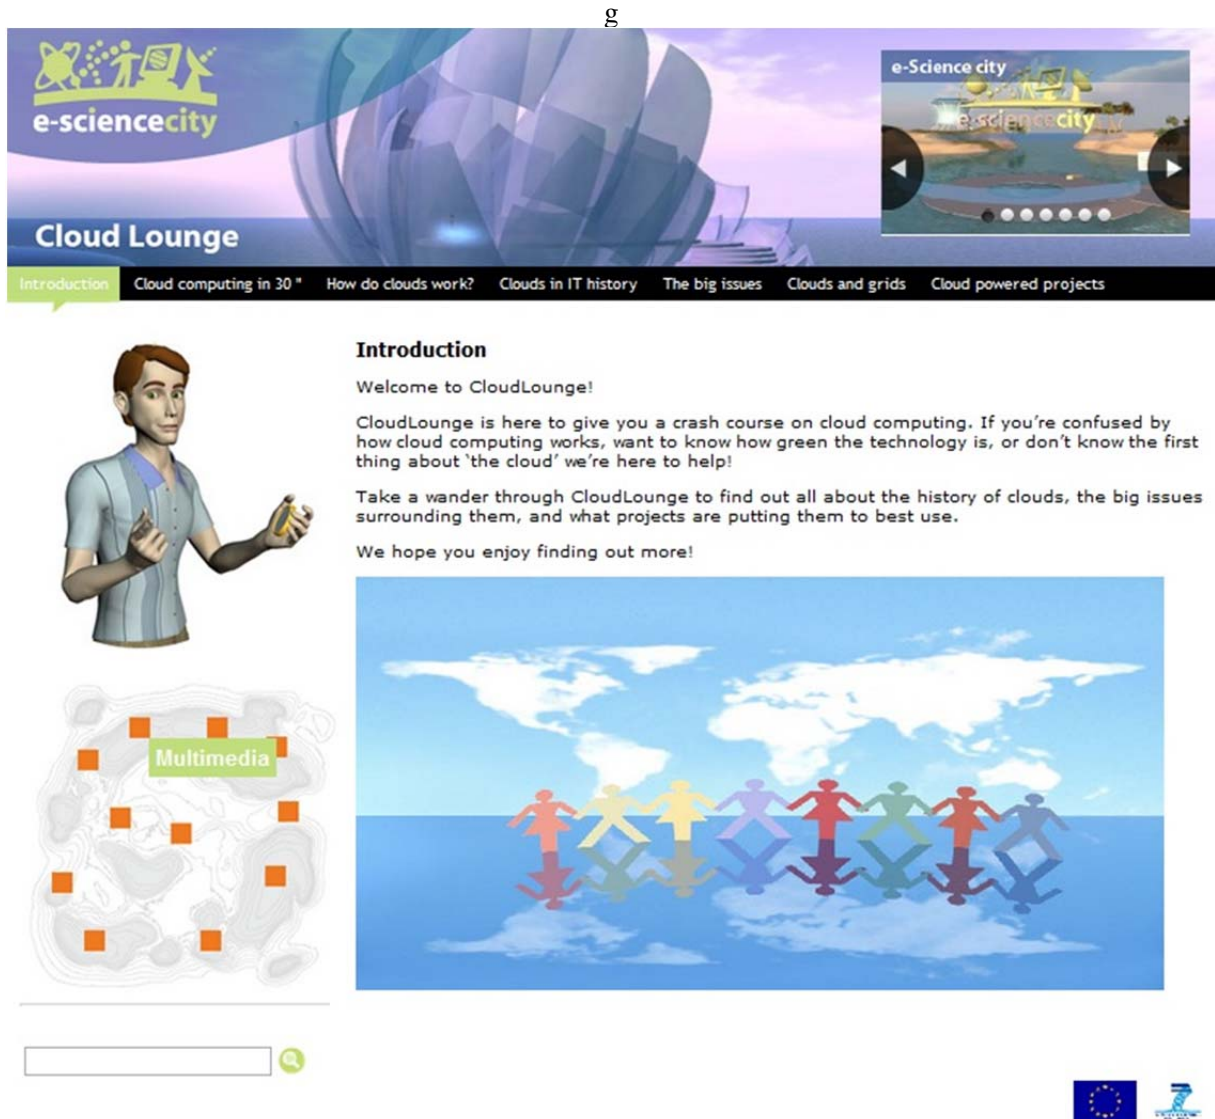 g
e-sciencecity
e-Science city
e-sciencecity
Cloud Lounge
Introduction Cloud computing in 30 " How do clouds work? Clouds in IT history The big issues Clouds and grids Cloud powered projects
Introduction
Welcome to CloudLounge!
CloudLounge is here to give you a crash course on cloud computing. If you’re confused by
how cloud computing works, want to know how green the technology is, or don’t know the first
thing about ‘the cloud’ we’re here to help!
Take a wander through CloudLounge to find out all about the history of clouds, the big issues
surrounding them, and what projects are putting them to best use.
We hope you enjoy finding out more!
Multimedia